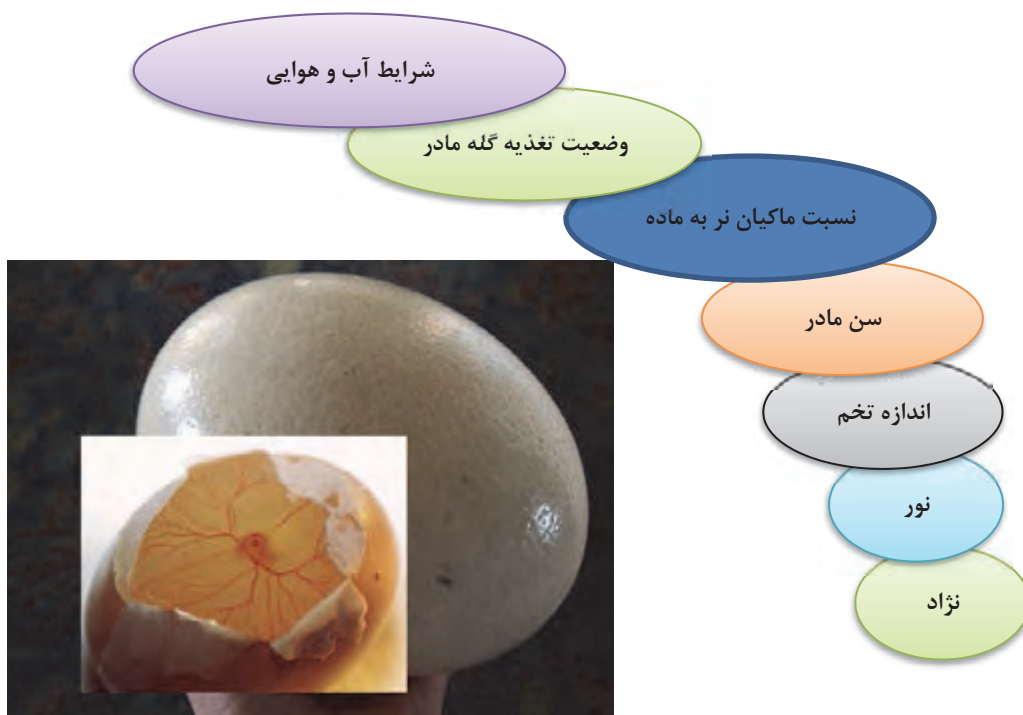 شرایط آب و هوایی
وضعیت تغذیه گله مادر
نسبت ماکیان نر به ماده
سن مادر
اندازه تخم
نور
نژاد